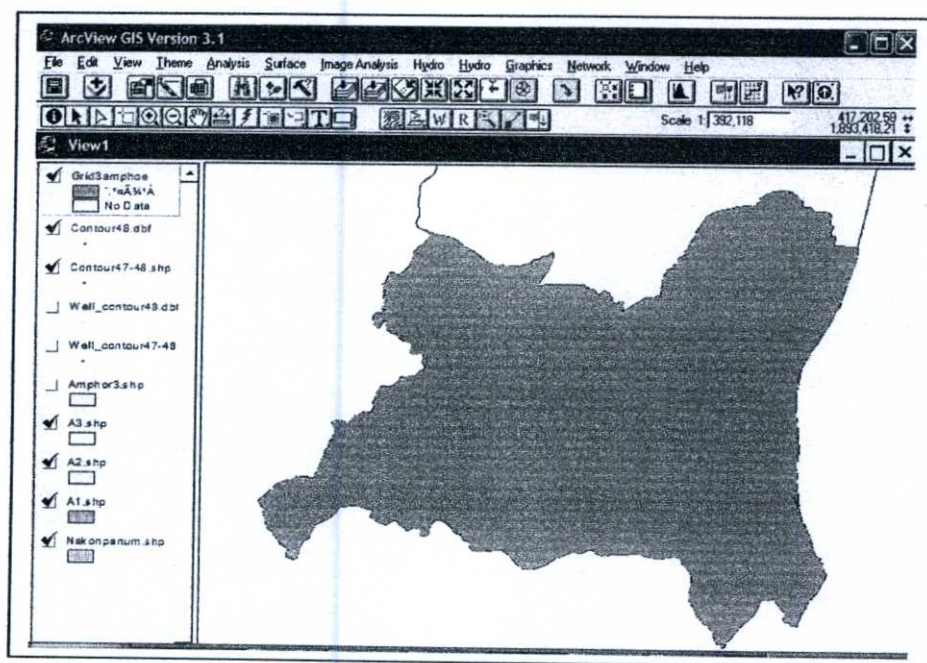 ArcView GIS Version 3.1
File Edit View Theme Analysis Surface Image Analysis Hydro Hydro Graphics Network Window Help
T W R Scale 1: 392,118 417,202.59
1,893,418.21
View1
Grid3amphoe
No Data
Contour48.dbf
Contour47-48.shp
Well_contour48.dbf
Well_contour47-48
Amphor3.shp
A3.shp
A2.shp
A1.shp
Nakonpanum.shp